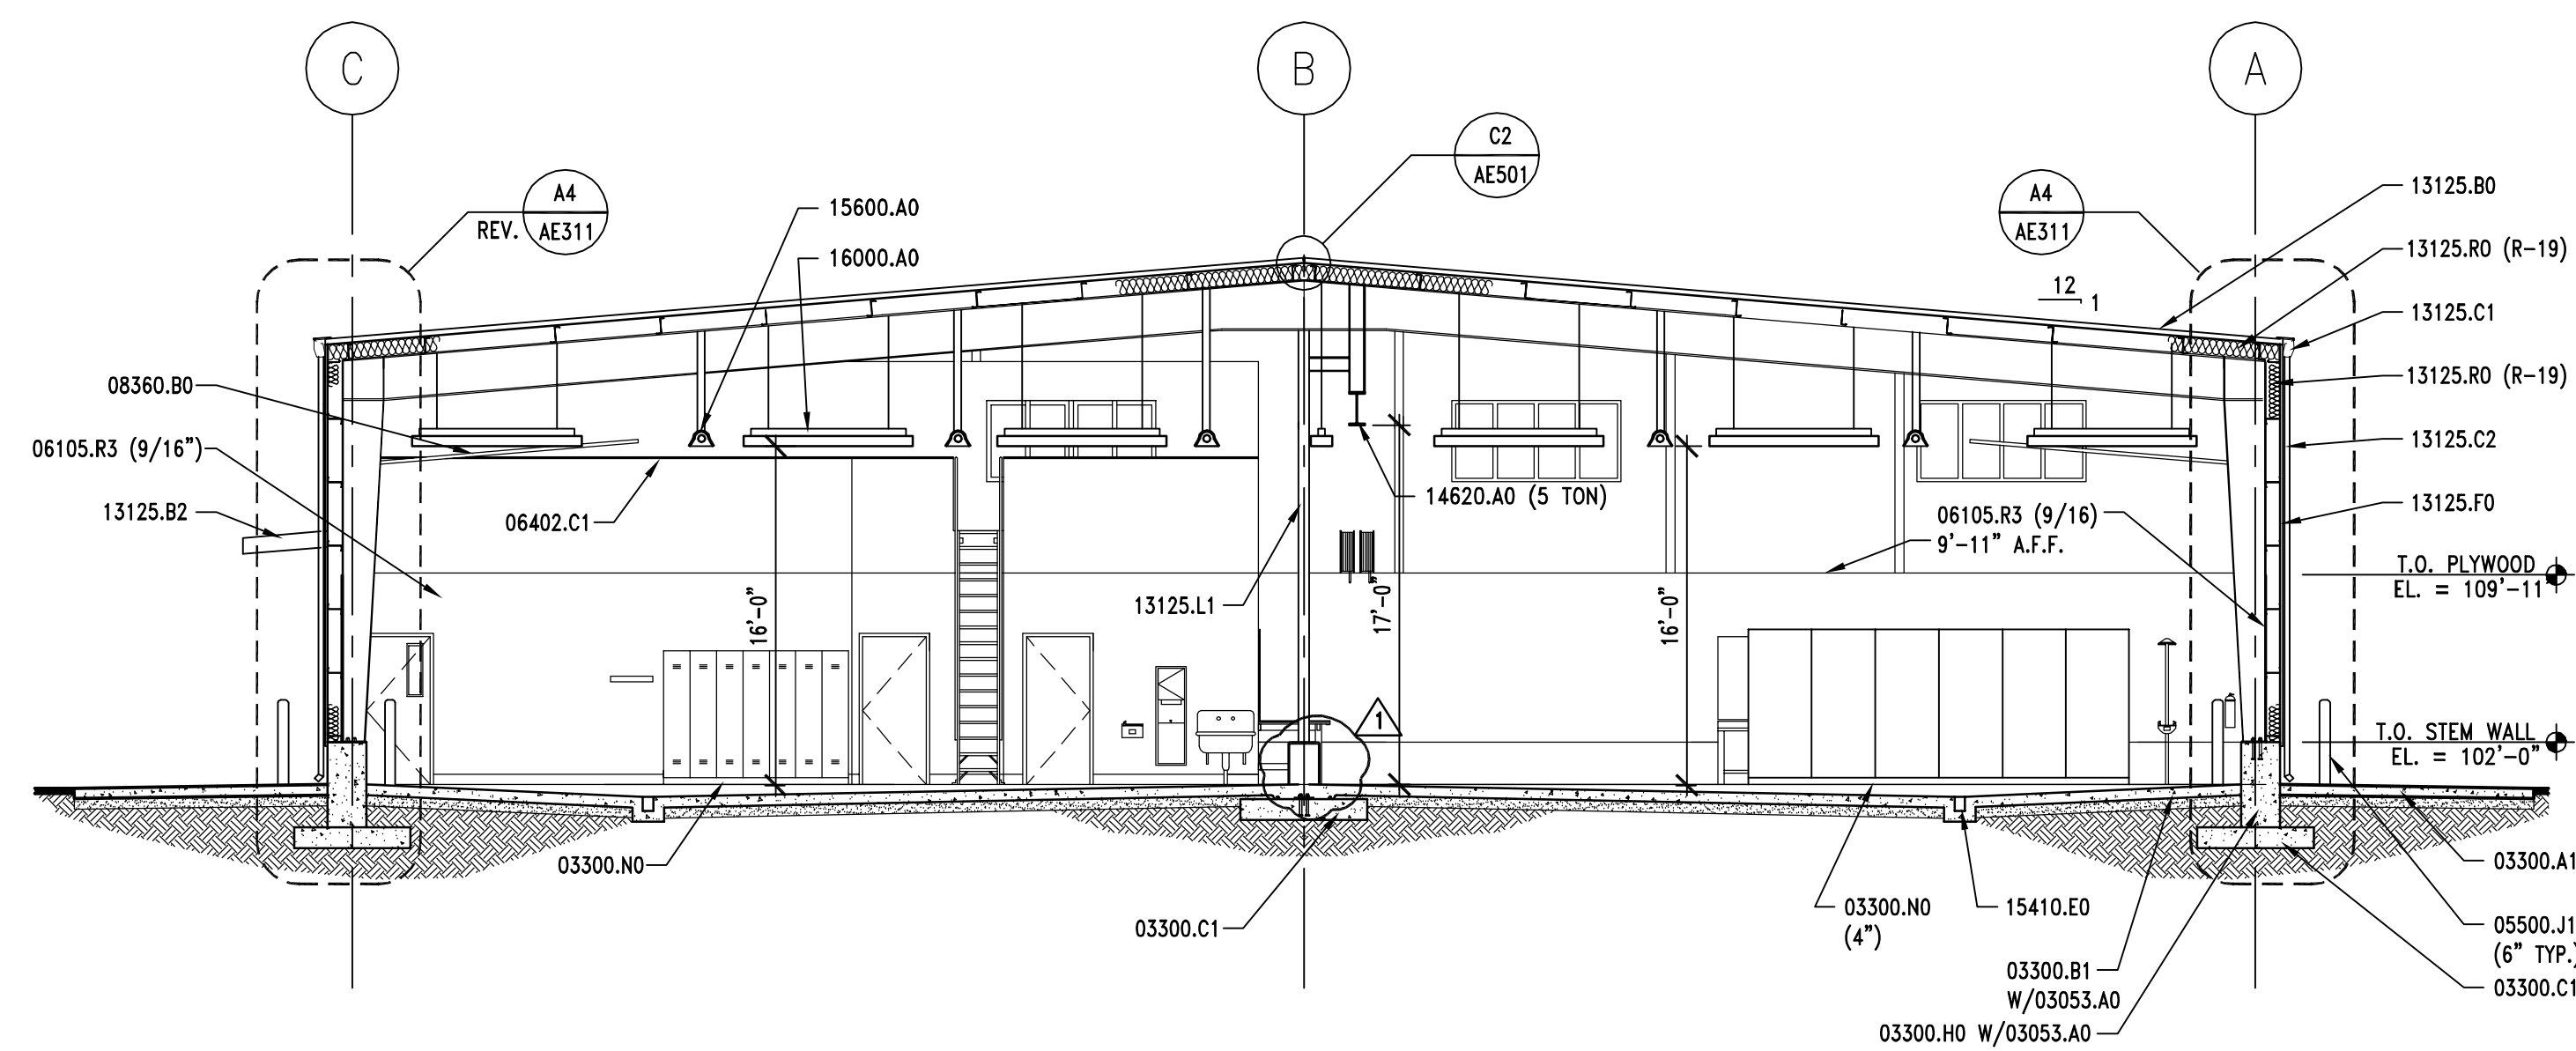 C
B
A
C2
AE501
A4
REV. AE311
A4
AE311
15600.A0
16000.A0
13125.B0
13125.R0 (R-19)
12
1
13125.C1
13125.R0 (R-19)
08360.B0
06105.R3 (9/16")
13125.B2
06402.C1
14620.A0 (5 TON)
13125.C2
13125.F0
06105.R3 (9/16)
9'-11" A.F.F.
T.O. PLYWOOD
EL. = 109'-11"
13125.L1
16'-0"
17'-0"
16'-0"
1
T.O. STEM WALL
EL. = 102'-0"
03300.N0
03300.C1
03300.N0
(4")
15410.E0
03300.A1
05500.J1
(6" TYP.)
03300.B1
W/03053.A0
03300.C1
03300.H0 W/03053.A0